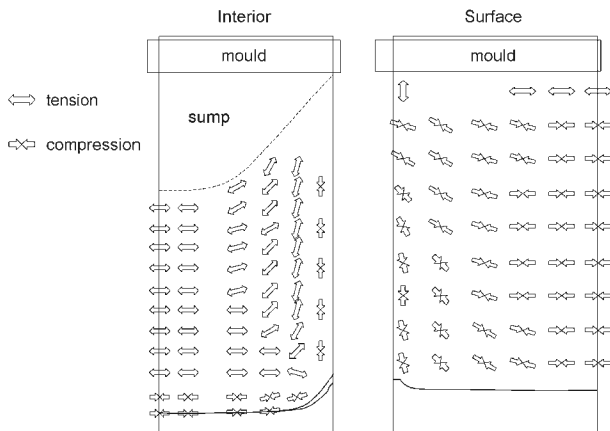 Interior
Surface
mould
mould
tension
sump
compression